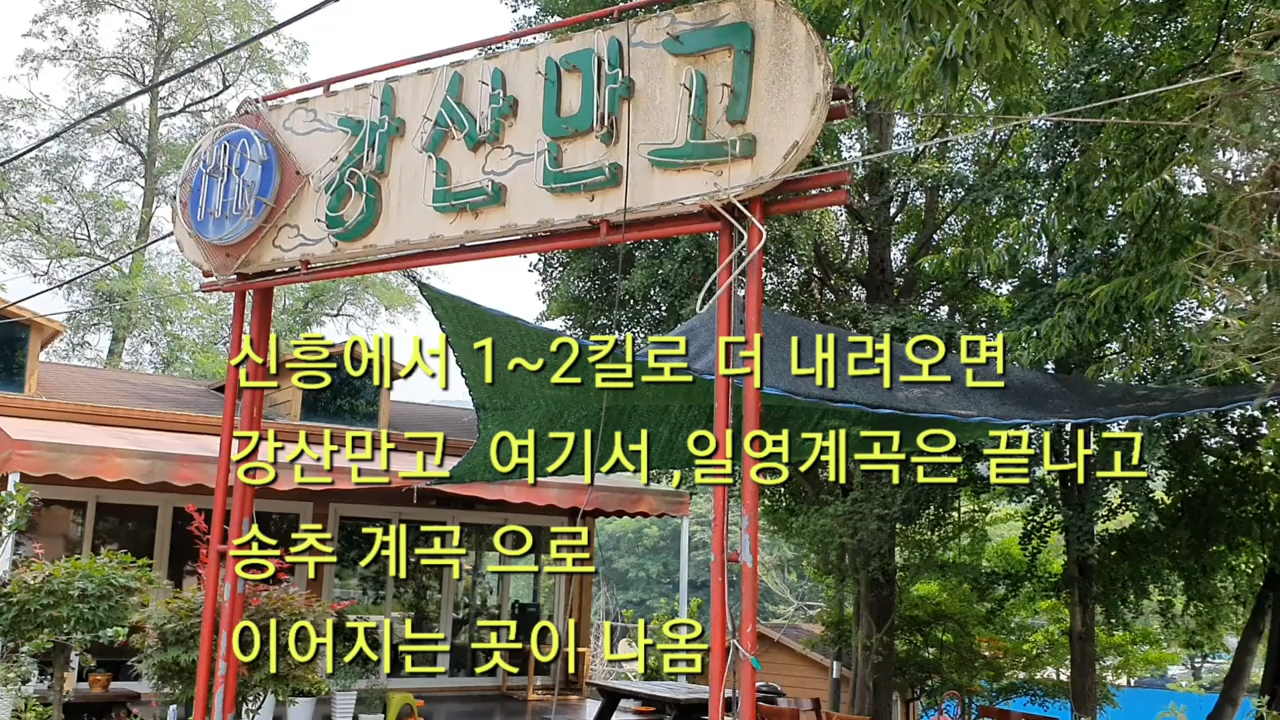 강산만고
신흥에서 1~2킬로 더 내려오면
강산만고 여기서 ,일영계곡은 끝나고
송추 계곡 으로
이어지는 곳이 나옴